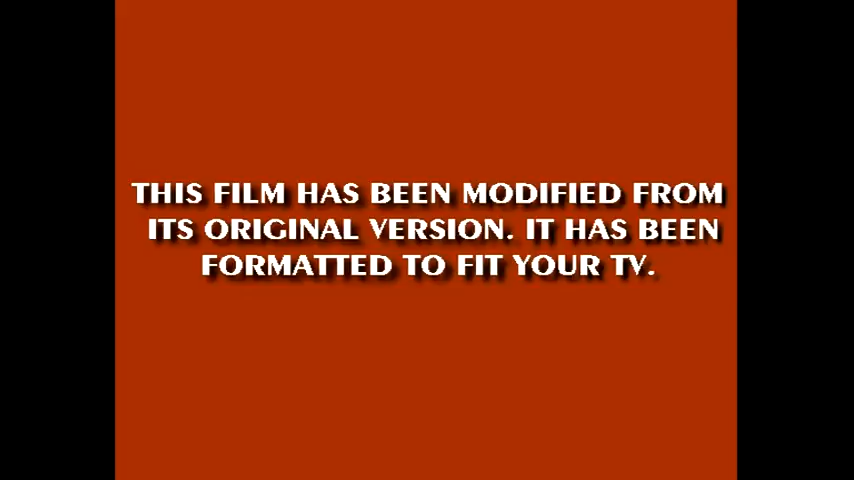 THIS FILM HAS BEEN MODIFIED FROM
ITS ORIGINAL VERSION. IT HAS BEEN
FORMATTED TO FIT YOUR TV.